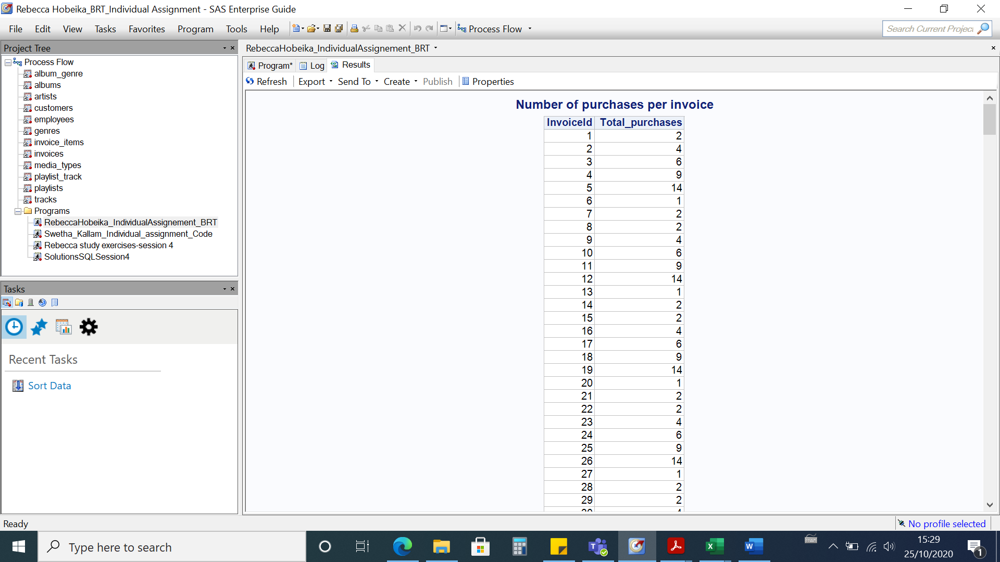 Rebecca Hobeika_BRT_Individual Assignment - SAS Enterprise Guide
File Edit View Tasks Favorites Program Tools Help Process Flow Search Current Project
Project Tree
Process Flow
album_genre
albums
artists
customers
employees
genres
invoice_items
invoices
media_types
playlist_track
playlists
tracks
Programs
RebeccaHobeika_IndividualAssignement_BRT
Swetha_Kallam_Individual_assignment_Code
Rebecca study exercises-session 4
SolutionsSQLSession4
Tasks
Recent Tasks
Sort Data
RebeccaHobeika_IndividualAssignement_BRT
Program* Log Results
Refresh Export Send To Create Publish Properties
Number of purchases per invoice
InvoiceId Total_purchases
1 2
2 4
3 6
4 9
5 14
6 1
7 2
8 2
9 4
10 6
11 9
12 14
13 1
14 2
15 2
16 4
17 6
18 9
19 14
20 1
21 2
22 2
23 4
24 6
25 9
26 14
27 1
28 2
29 2
Ready
No profile selected
Type here to search
15:29
25/10/2020
1